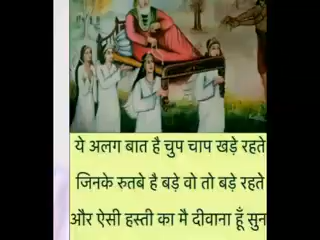 ये अलग बात है चुप चाप खड़े रहते
जिनके रुतबे है बड़े वो तो बड़े रहते
और ऐसी हस्ती का मै दीवाना हूँ सुन